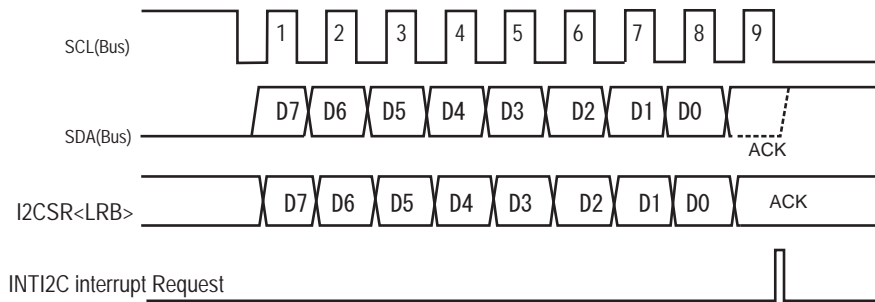 SCL(Bus) 1 2 3 4 5 6 7 8 9
SDA(Bus) D7 D6 D5 D4 D3 D2 D1 D0
ACK
I2CSR<LRB> D7 D6 D5 D4 D3 D2 D1 D0 ACK
INTI2C interrupt Request